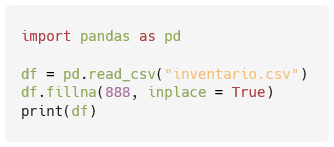 import pandas as pd
df = pd.read_csv("inventario.csv")
df.fillna(888, inplace = True)
print(df)